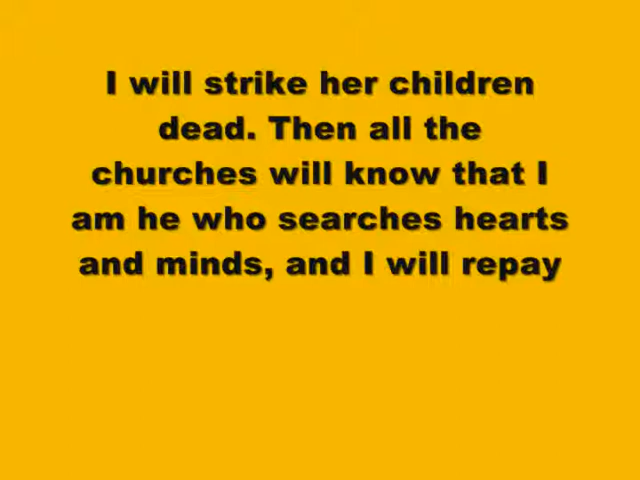 I will strike her children
dead. Then all the
churches will know that I
am he who searches hearts
and minds, and I will repay